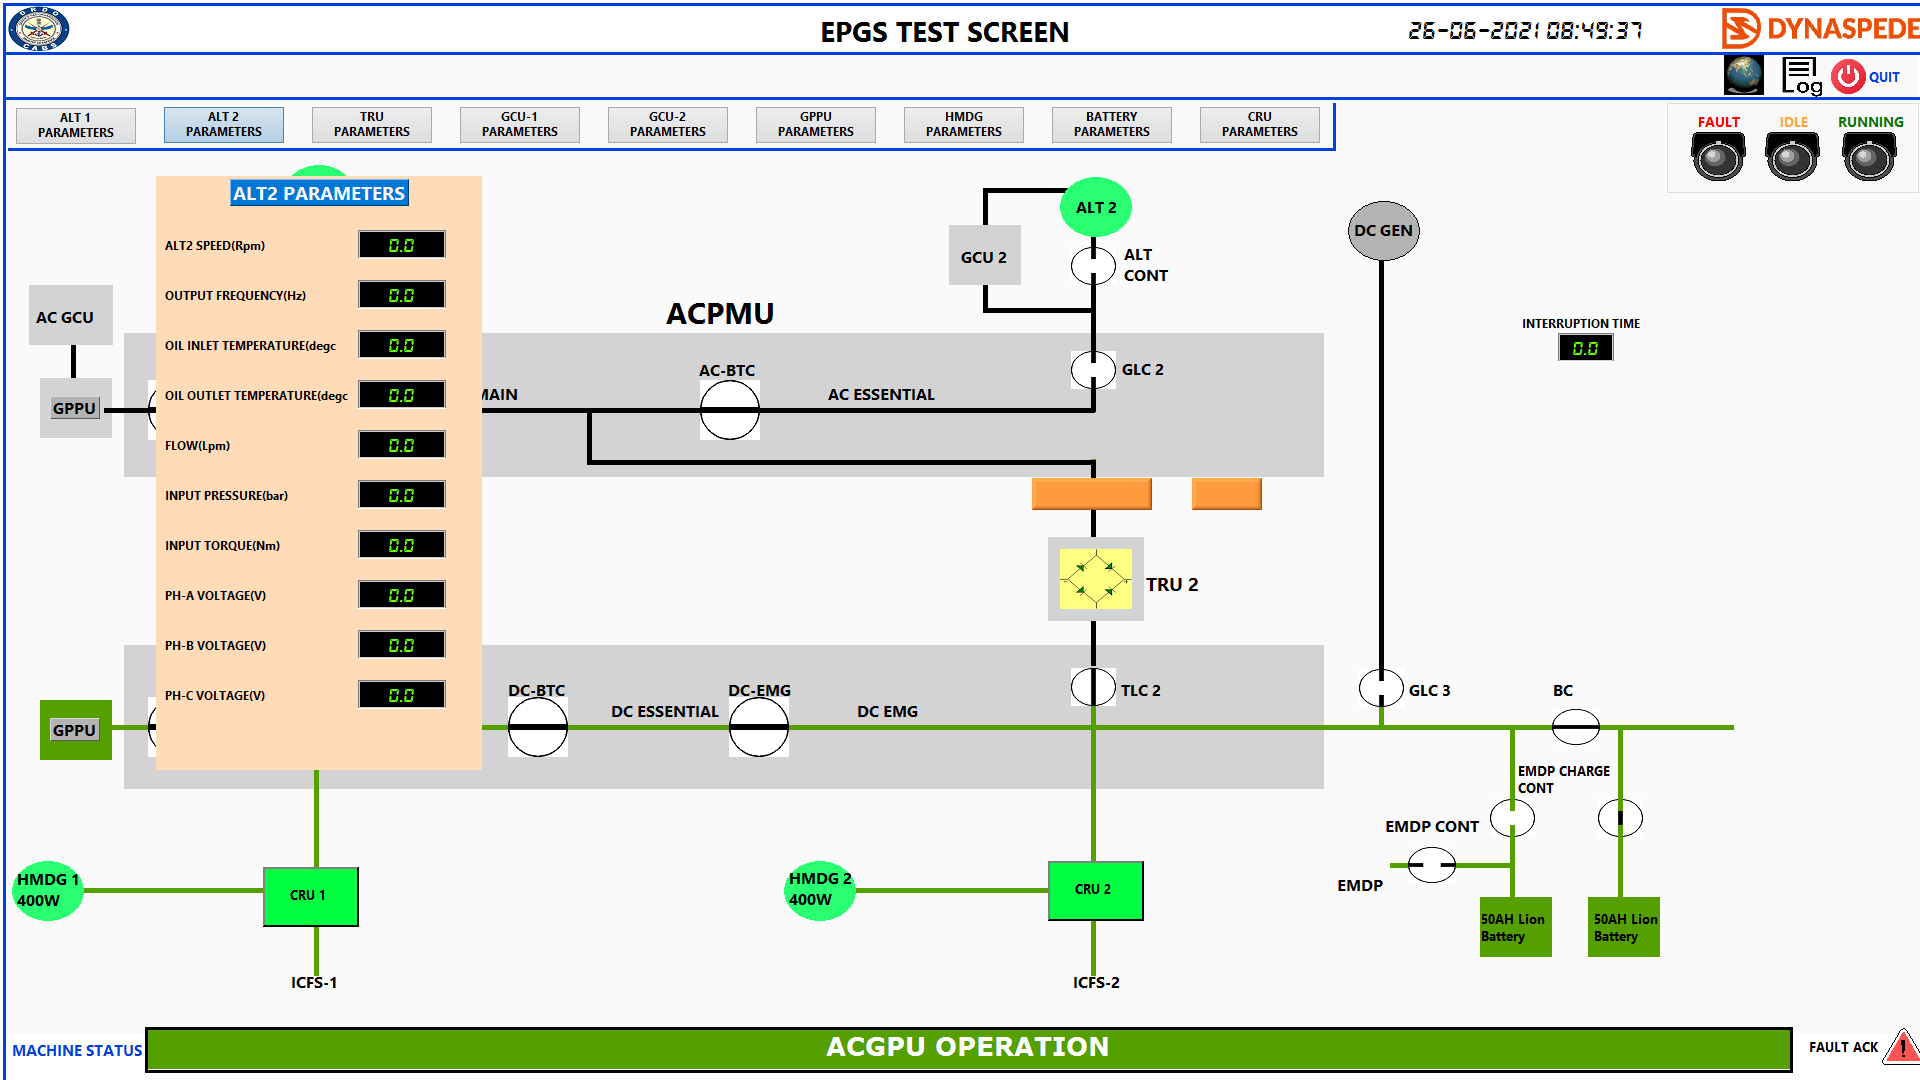 EPGS TEST SCREEN
26-06-2021 08:49:37
DYNASPEDE
Log
QUIT
ALT 1
PARAMETERS
ALT 2
PARAMETERS
TRU
PARAMETERS
GCU-1
PARAMETERS
GCU-2
PARAMETERS
GPPU
PARAMETERS
HMDG
PARAMETERS
BATTERY
PARAMETERS
CRU
PARAMETERS
FAULT
IDLE
RUNNING
ALT2 PARAMETERS
ALT2 SPEED(Rpm) 0.0
OUTPUT FREQUENCY(Hz) 0.0
OIL INLET TEMPERATURE(degc 0.0
OIL OUTLET TEMPERATURE(degc 0.0
FLOW(Lpm) 0.0
INPUT PRESSURE(bar) 0.0
INPUT TORQUE(Nm) 0.0
PH-A VOLTAGE(V) 0.0
PH-B VOLTAGE(V) 0.0
PH-C VOLTAGE(V) 0.0
ALT 2
GCU 2
ALT
CONT
DC GEN
AC GCU
ACPMU
INTERRUPTION TIME
0.0
GPPU
MAIN
AC-BTC
AC ESSENTIAL
GLC 2
TRU 2
GPPU
DC-BTC
DC ESSENTIAL
DC-EMG
DC EMG
TLC 2
GLC 3
BC
EMDP CHARGE
CONT
EMDP CONT
EMDP
HMDG 1
400W
CRU 1
HMDG 2
400W
CRU 2
50AH Lion
Battery
50AH Lion
Battery
ICFS-1
ICFS-2
MACHINE STATUS
ACGPU OPERATION
FAULT ACK